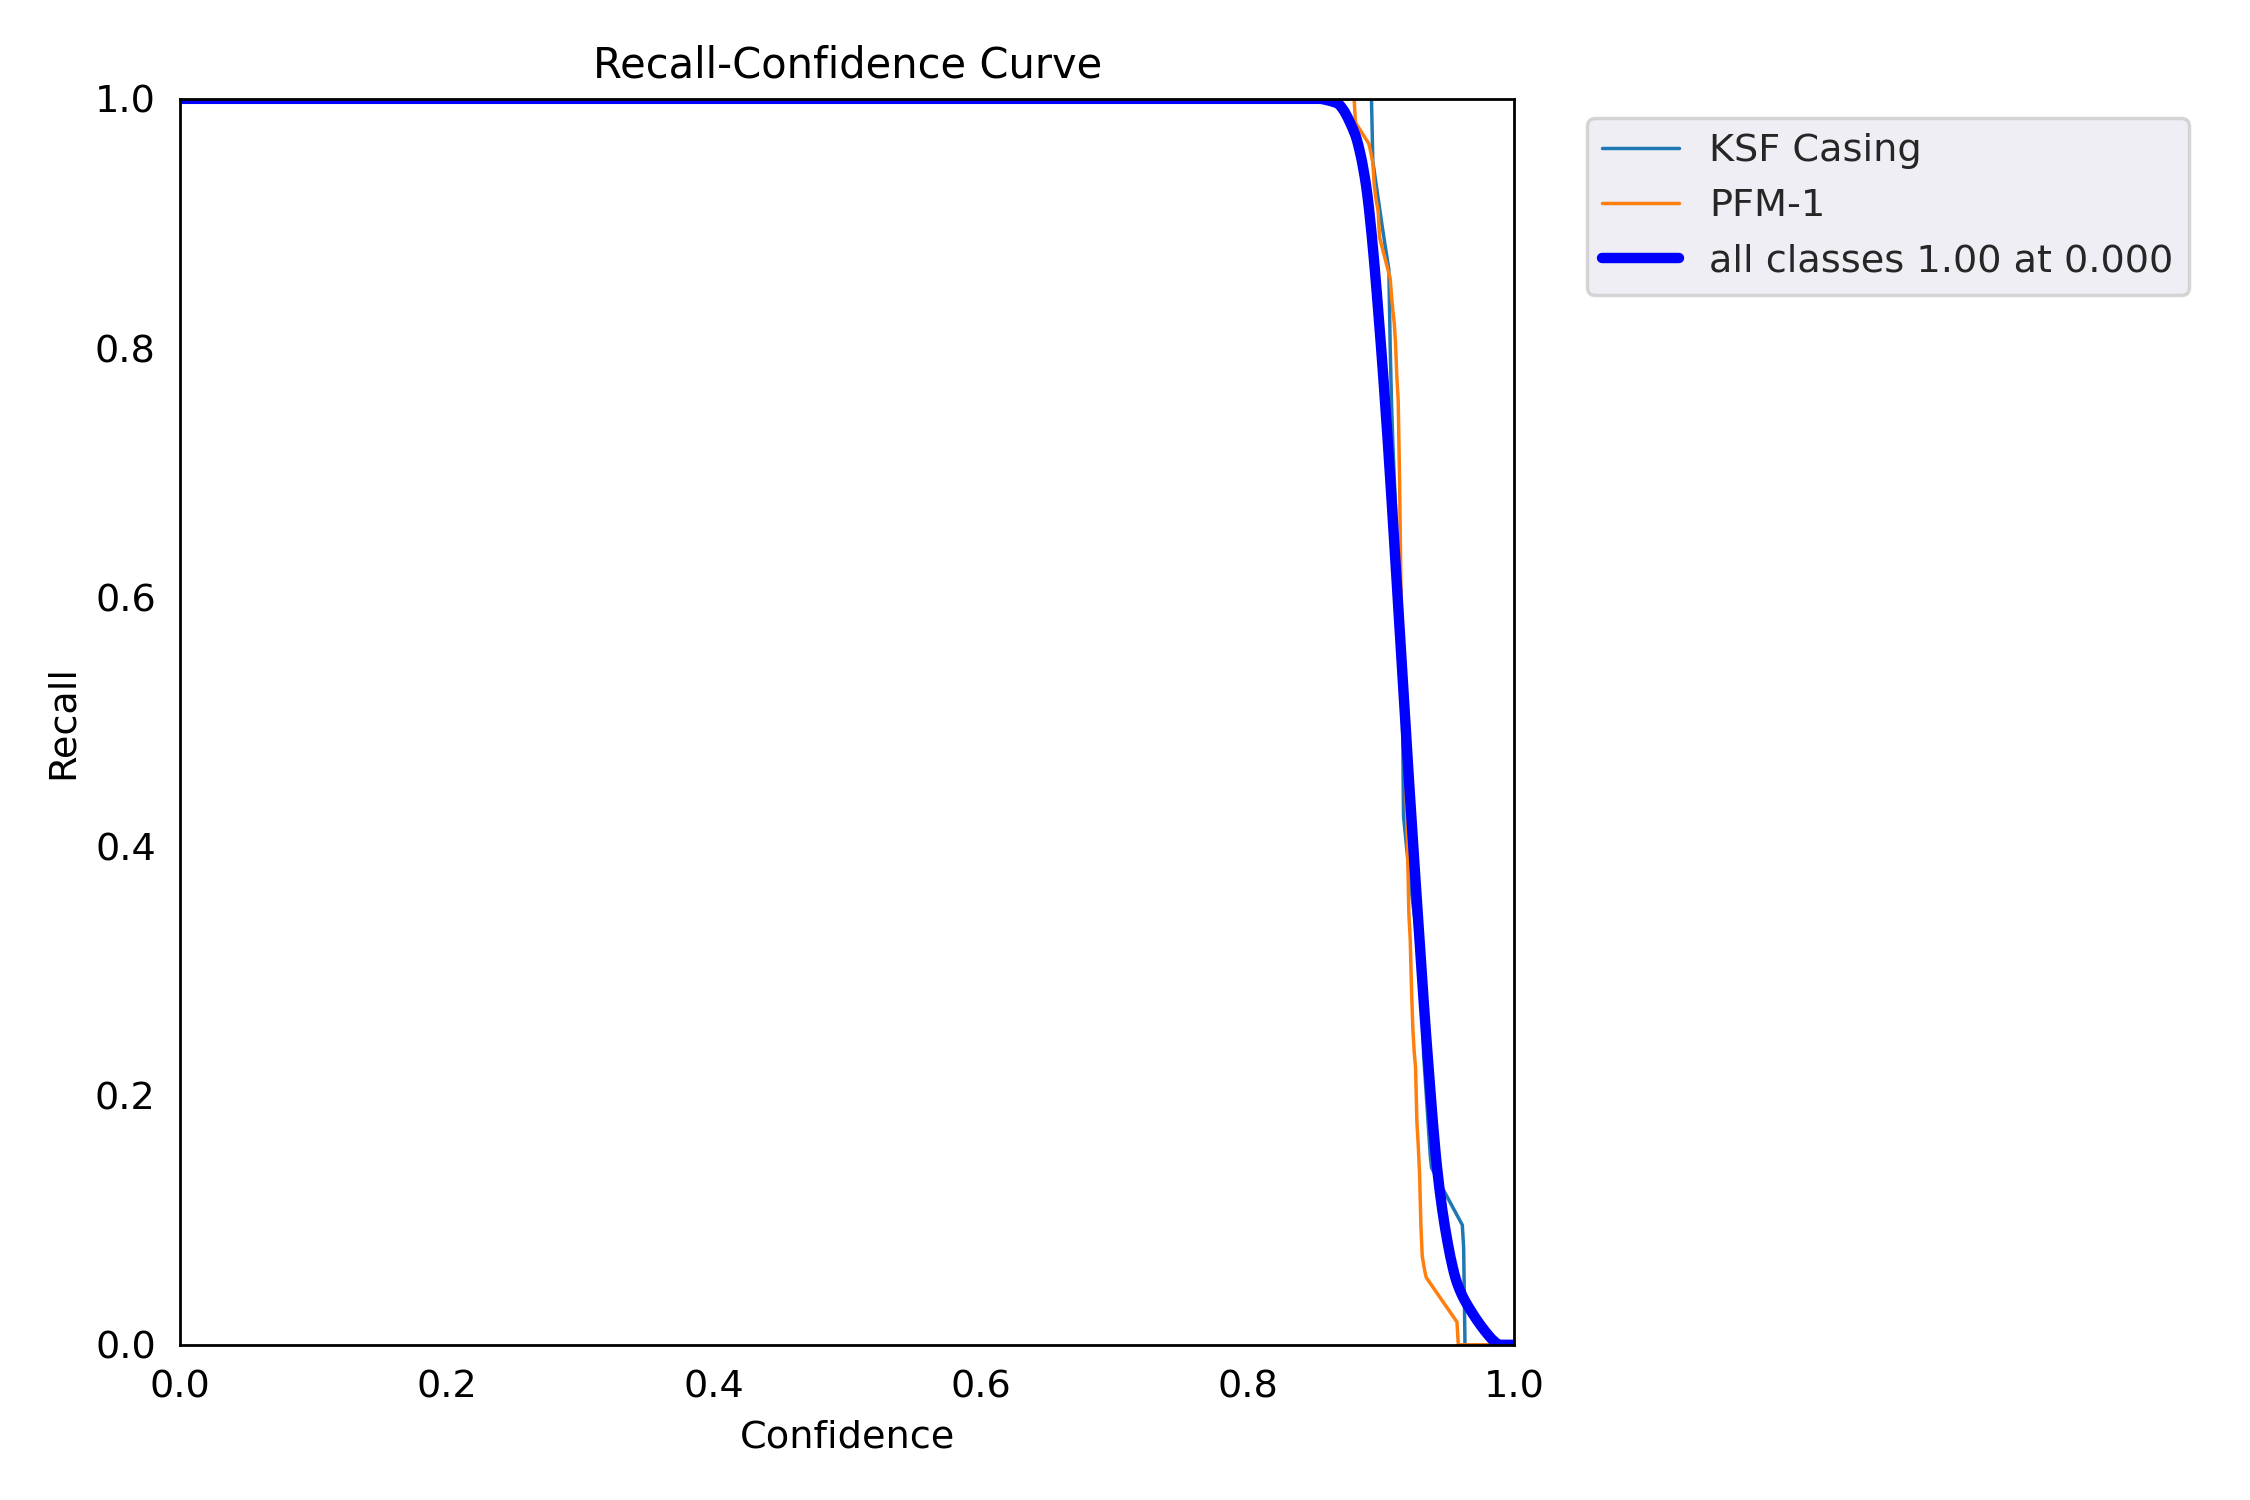 Recall-Confidence Curve
1.0
0.8
0.6
0.4
0.2
0.0
Recall
0.0 0.2 0.4 0.6 0.8 1.0
Confidence
KSF Casing
PFM-1
all classes 1.00 at 0.000